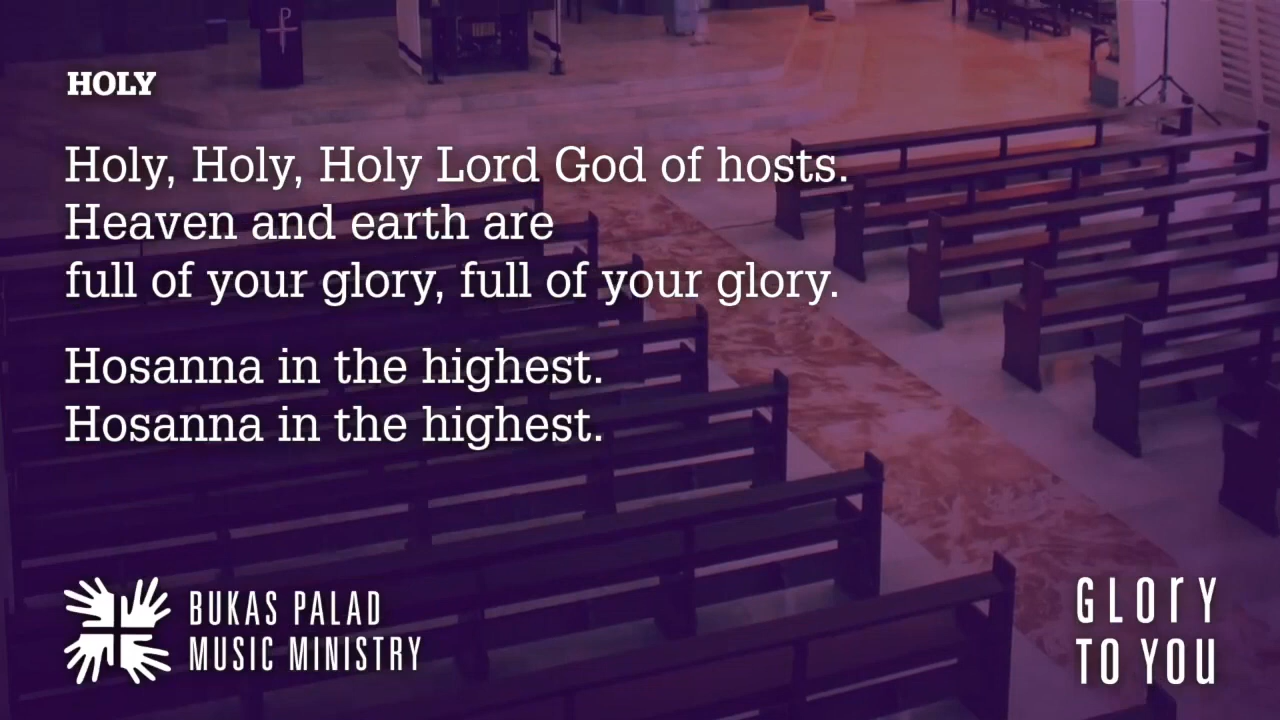 HOLY
Holy, Holy, Holy Lord God of hosts.
Heaven and earth are
full of your glory, full of your glory.
Hosanna in the highest.
Hosanna in the highest.
BUKAS PALAD
MUSIC MINISTRY
GLORY
TO YOU